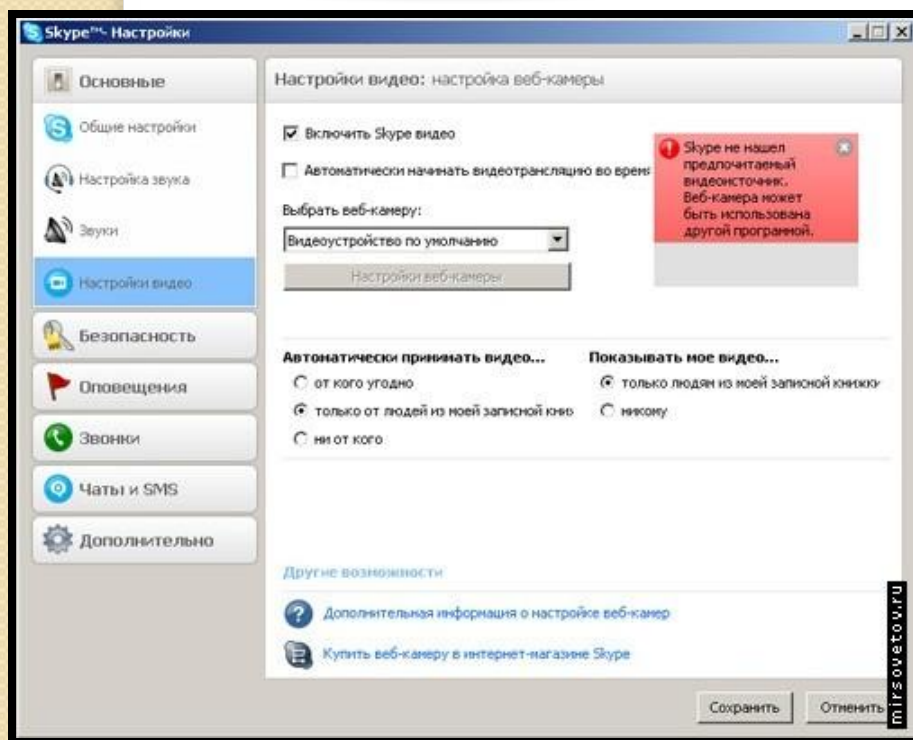 Skype™- Настройки
Основные
Общие настройки
Настройка звука
Звуки
Настройки видео
Безопасность
Оповещения
Звонки
Чаты и SMS
Дополнительно
Настройки видео: настройка веб-камеры
Включить Skype видео
Автоматически начинать видеотрансляцию во врем
Выбрать веб-камеру:
Видеоустройство по умолчанию
Настройки веб-камеры
Skype не нашел
предпочитаемый
видеоисточник.
Веб-камера может
быть использована
другой программой.
Автоматически принимать видео...
от кого угодно
только от людей из моей записной кни
ни от кого
Показывать мое видео...
только людям из моей записной книжки
никому
Другие возможности
Дополнительная информация о настройке веб-камер
Купить веб-камеру в интернет-магазине Skype
Сохранить
Отменить
mirsovetov.ru